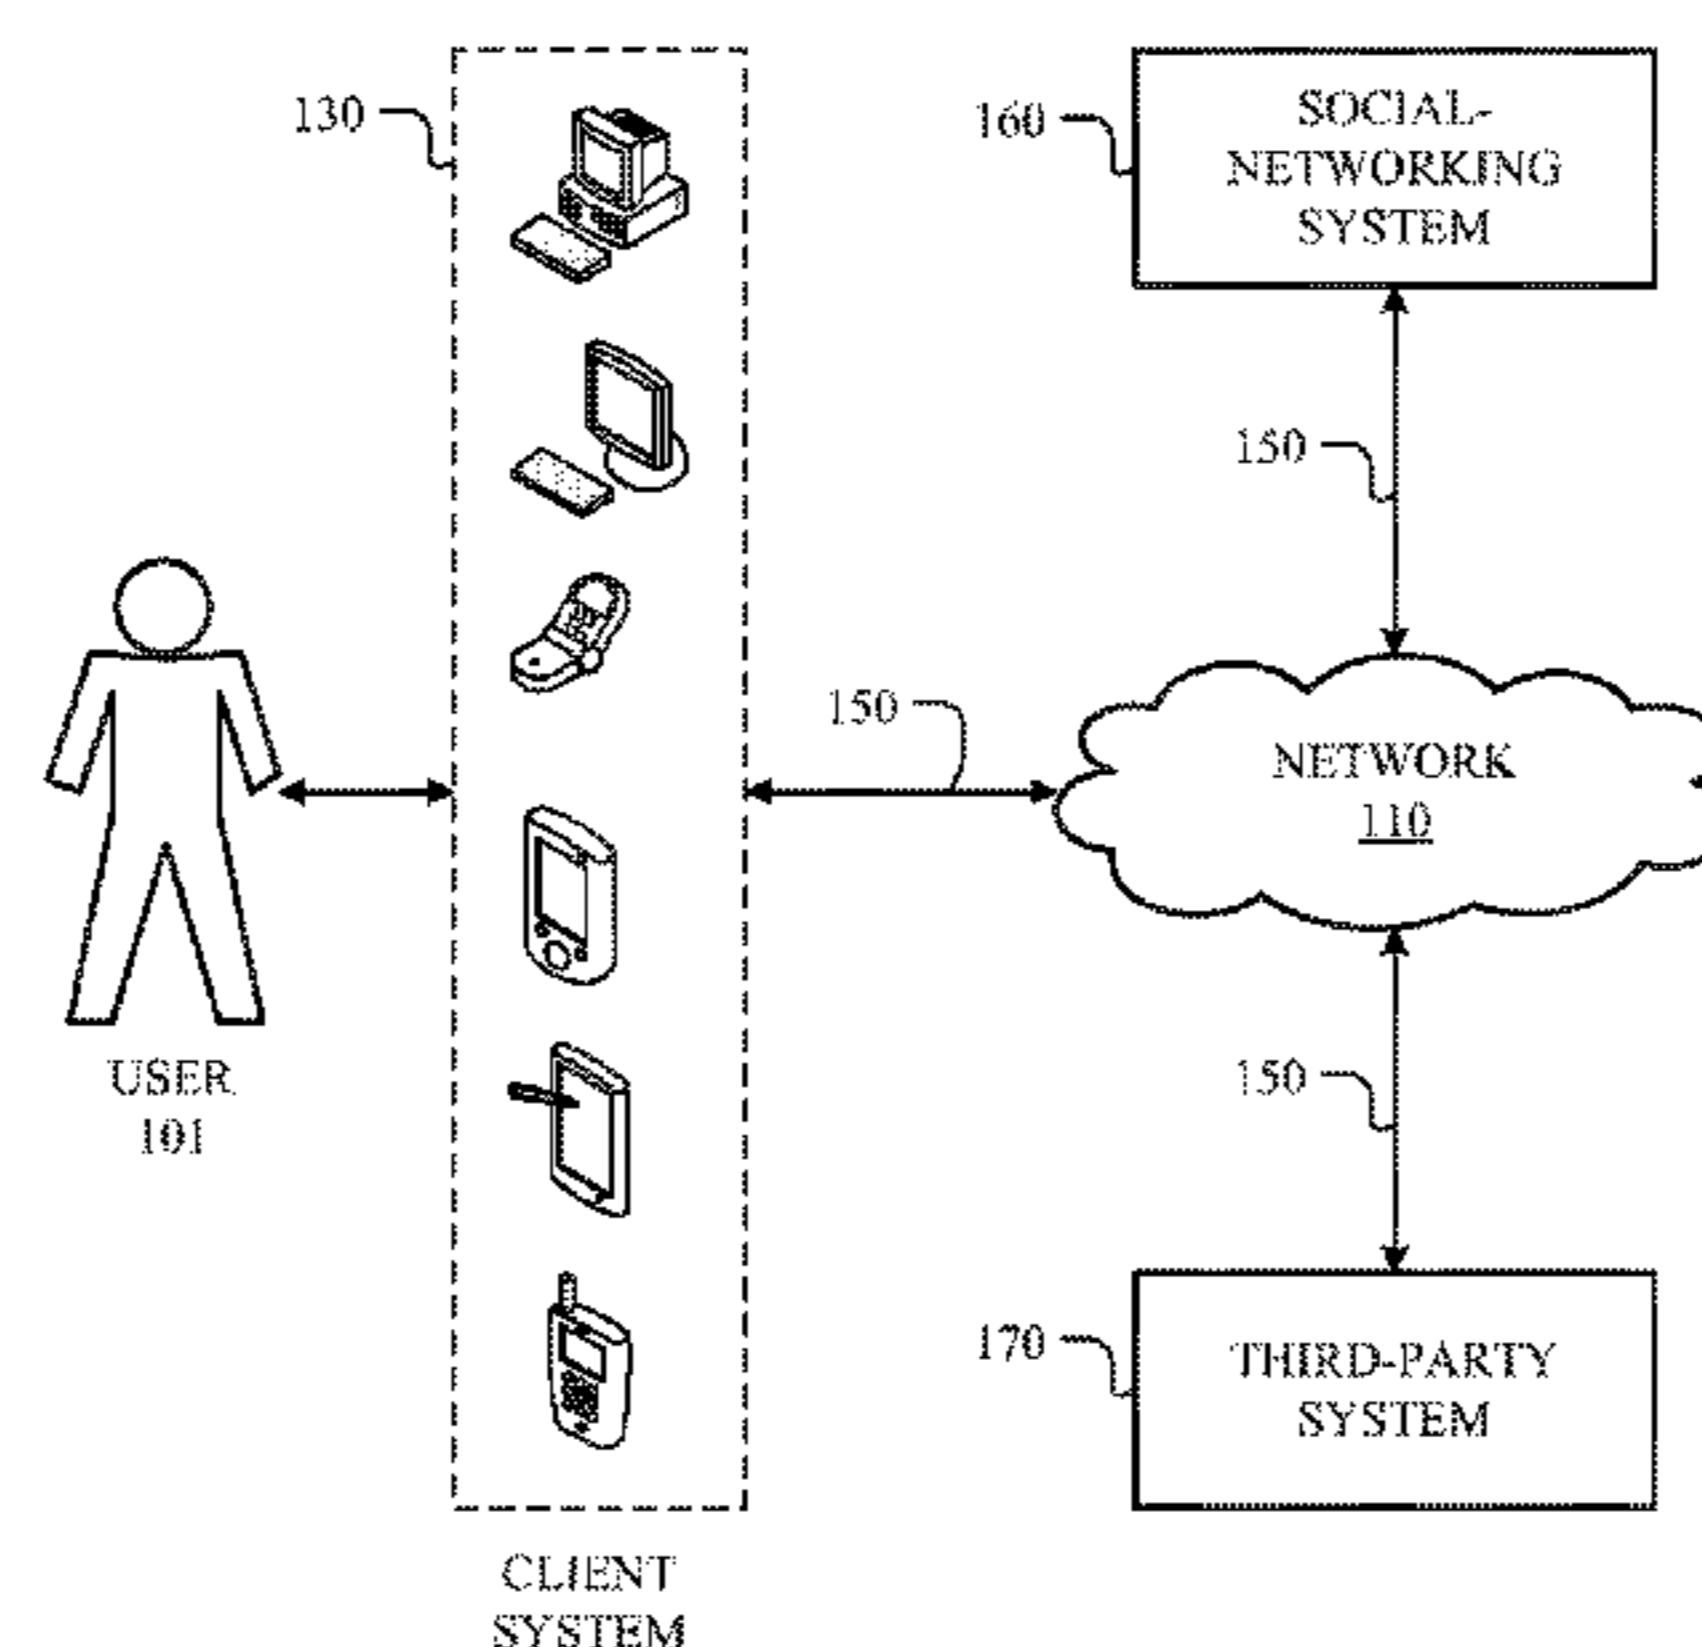 130
160
SOCIAL-
NETWORKING
SYSTEM
150
150
NETWORK
110
USER
101
150
170
THIRD-PARTY
SYSTEM
CLIENT
SYSTEM